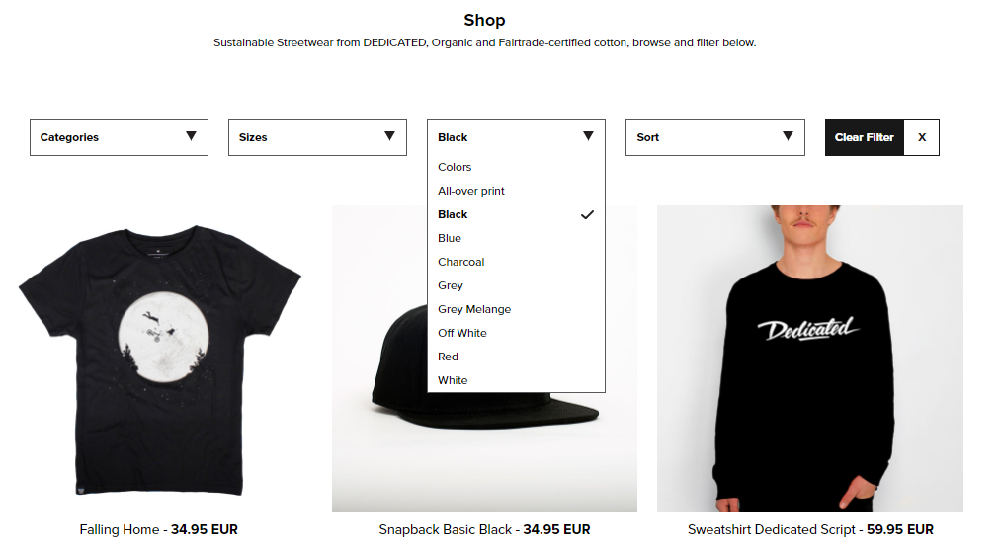 Shop
Sustainable Streetwear from DEDICATED, Organic and Fairtrade-certified cotton, browse and filter below.
Categories
Sizes
Black
Sort
Clear Filter
X
Colors
All-over print
Black
Blue
Charcoal
Grey
Grey Melange
Off White
Red
White
Dedicated
Falling Home - 34.95 EUR
Snapback Basic Black - 34.95 EUR
Sweatshirt Dedicated Script - 59.95 EUR